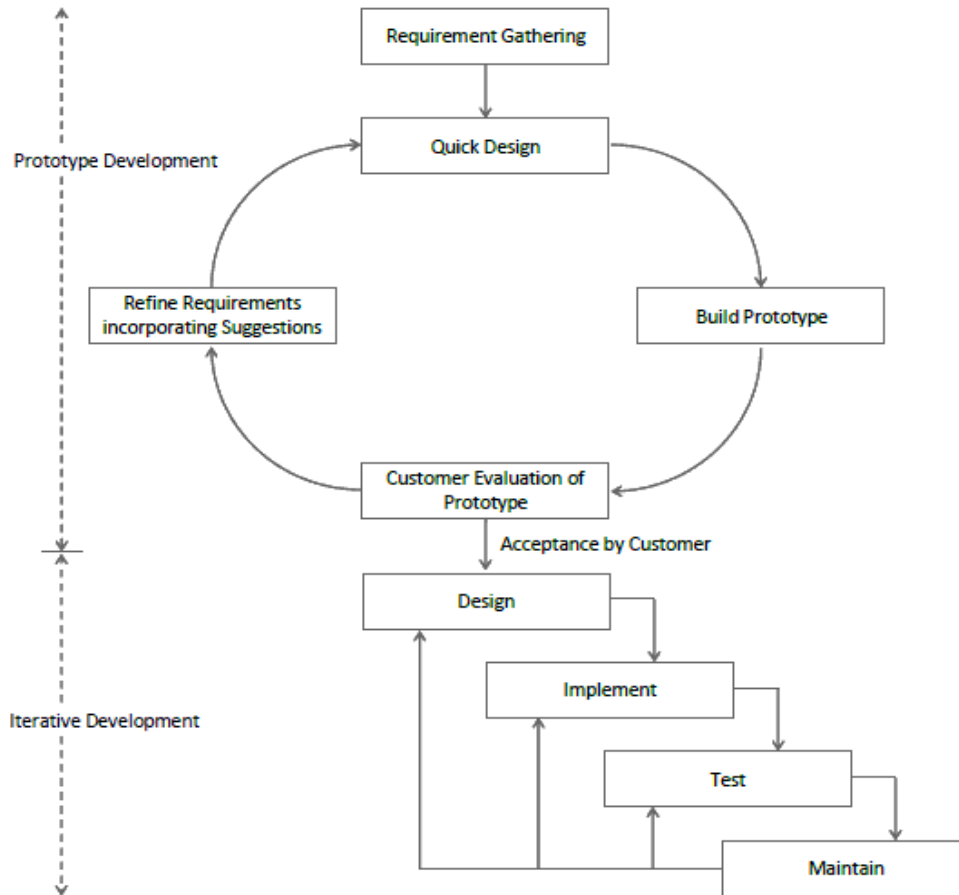 Requirement Gathering
Quick Design
Prototype Development
Refine Requirements
incorporating Suggestions
Build Prototype
Customer Evaluation of
Prototype
Acceptance by Customer
Design
Implement
Iterative Development
Test
Maintain